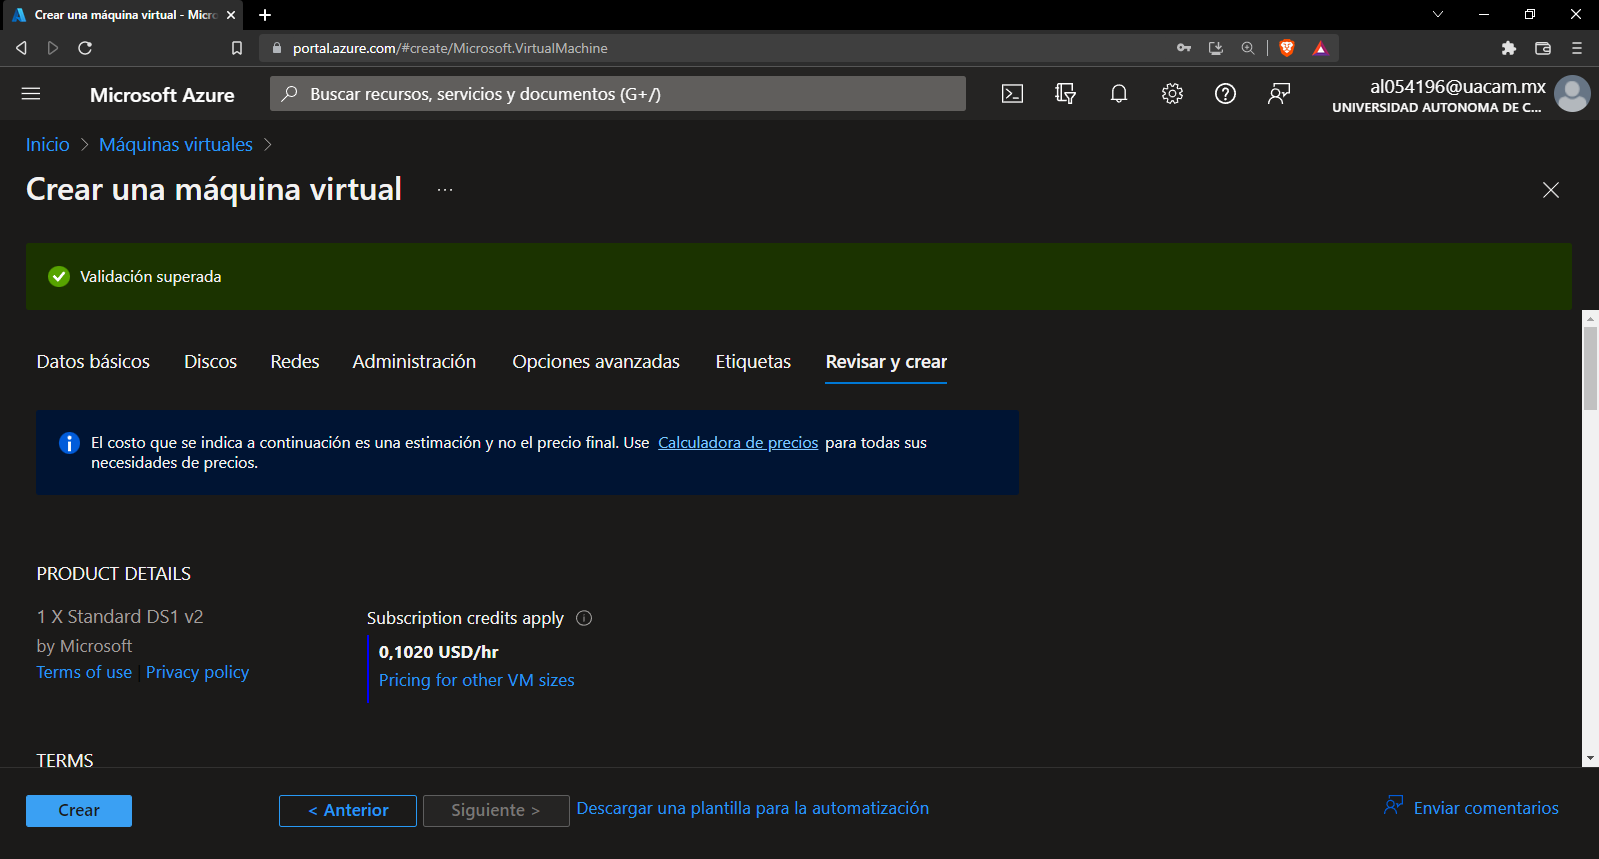 Crear una máquina virtual - Micro
portal.azure.com/#create/Microsoft.VirtualMachine
Microsoft Azure
Buscar recursos, servicios y documentos (G+/)
al054196@uacam.mx
UNIVERSIDAD AUTONOMA DE C...
Inicio > Máquinas virtuales >
Crear una máquina virtual ...
Validación superada
Datos básicos Discos Redes Administración Opciones avanzadas Etiquetas Revisar y crear
El costo que se indica a continuación es una estimación y no el precio final. Use Calculadora de precios para todas sus
necesidades de precios.
PRODUCT DETAILS
1 X Standard DS1 v2
by Microsoft
Terms of use | Privacy policy
Subscription credits apply
0,1020 USD/hr
Pricing for other VM sizes
TERMS
Crear
< Anterior
Siguiente >
Descargar una plantilla para la automatización
Enviar comentarios